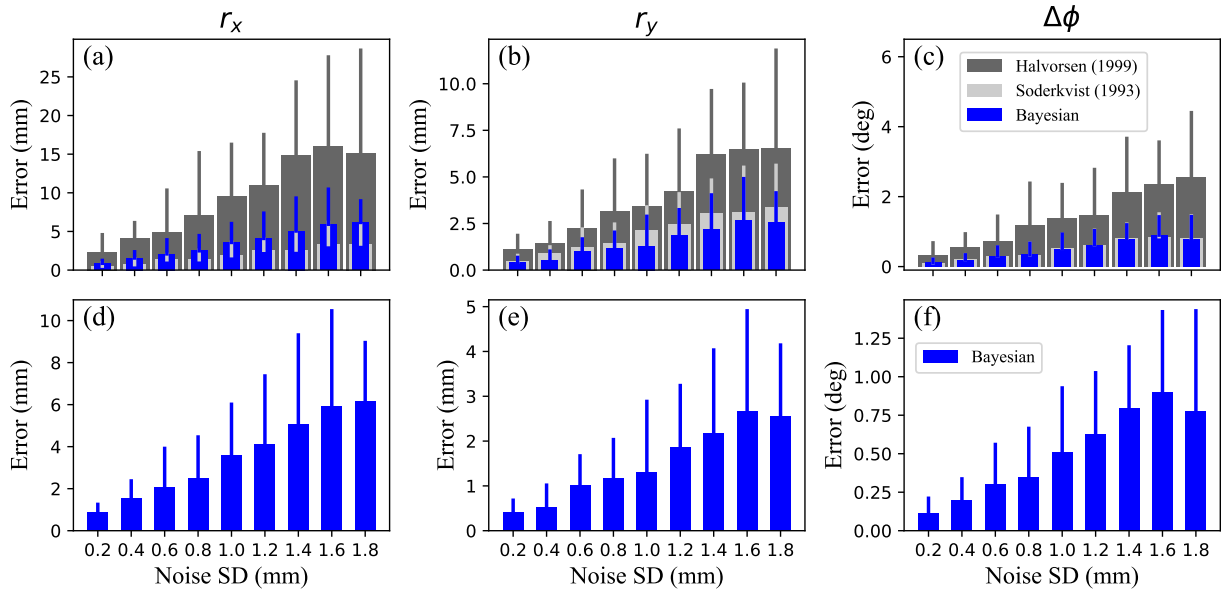 r_x
r_y
Δϕ
(a)
25
20
15
10
5
0
Error (mm)
(b)
10.0
7.5
5.0
2.5
0.0
Error (mm)
(c)
6
4
2
0
Error (deg)
Halvorsen (1999)
Soderkvist (1993)
Bayesian
(d)
10
8
6
4
2
0
Error (mm)
0.2 0.4 0.6 0.8 1.0 1.2 1.4 1.6 1.8
Noise SD (mm)
(e)
5
4
3
2
1
0
Error (mm)
0.2 0.4 0.6 0.8 1.0 1.2 1.4 1.6 1.8
Noise SD (mm)
(f)
1.25
1.00
0.75
0.50
0.25
0.00
Error (deg)
Bayesian
0.2 0.4 0.6 0.8 1.0 1.2 1.4 1.6 1.8
Noise SD (mm)